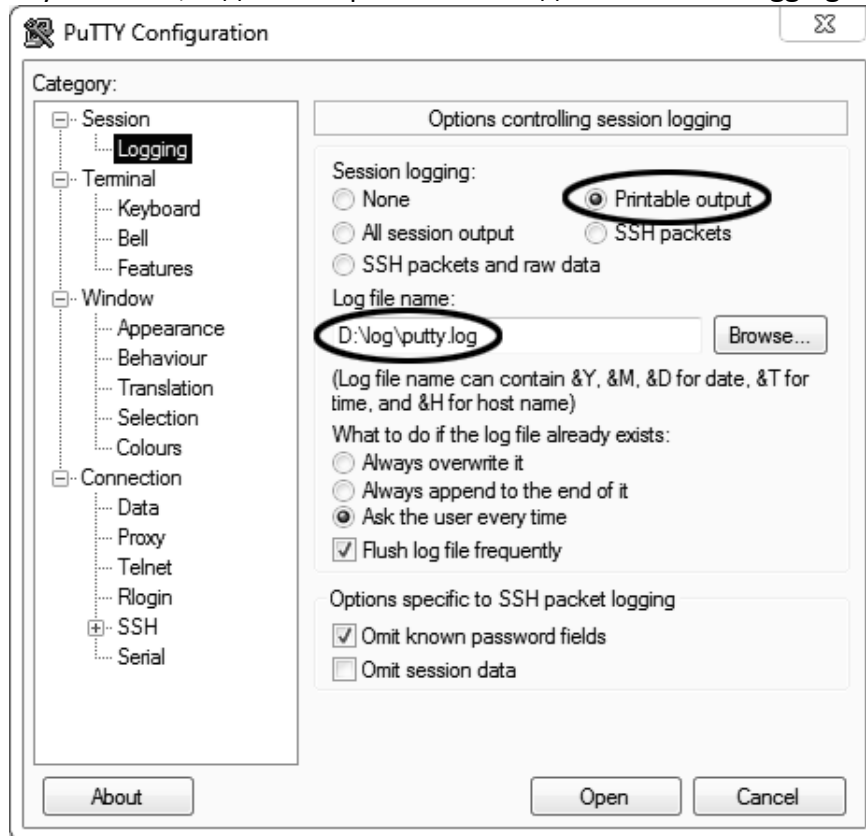 PuTTY Configuration
Category:
Session
Logging
Terminal
Keyboard
Bell
Features
Window
Appearance
Behaviour
Translation
Selection
Colours
Connection
Data
Proxy
Telnet
Rlogin
SSH
Serial
Options controlling session logging
Session logging:
None
Printable output
All session output
SSH packets
SSH packets and raw data
Log file name:
D:\log\putty.log
Browse...
(Log file name can contain &Y, &M, &D for date, &T for
time, and &H for host name)
What to do if the log file already exists:
Always overwrite it
Always append to the end of it
Ask the user every time
Flush log file frequently
Options specific to SSH packet logging
Omit known password fields
Omit session data
About
Open
Cancel